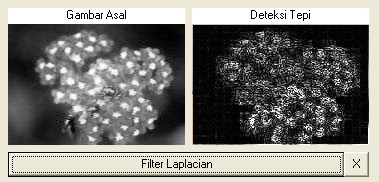 Gambar Asal
Deteksi Tepi
Filter Laplacian
X